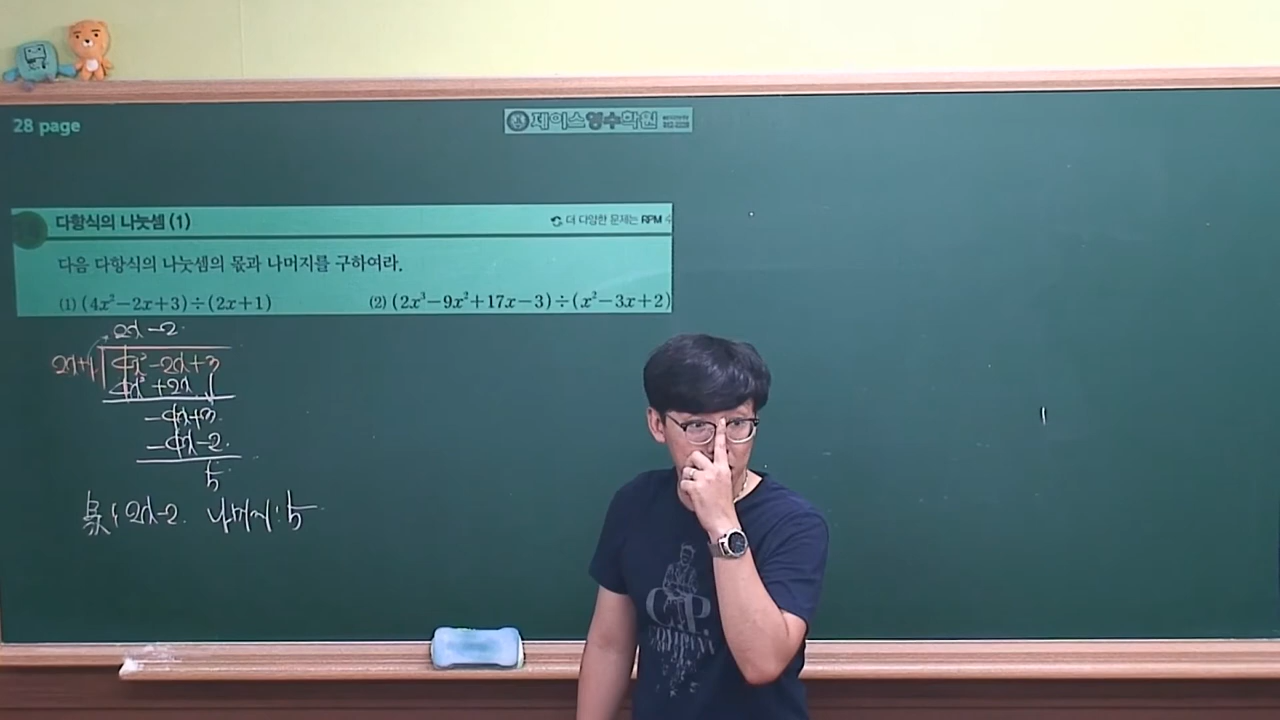 28 page
제이스영수학원
다항식의 나눗셈 (1)
더 다양한 문제는 RPM 4
다음 다항식의 나눗셈의 몫과 나머지를 구하여라.
(1) (4x²−2x+3)÷(2x+1)
(2) (2x³−9x²+17x−3)÷(x²−3x+2)
2x−2
2x+1 4x²−2x+3
4x²+2x
−4x+3
−4x−2
5
몫: 2x−2 나머지: 5
C.P.
COMPANY